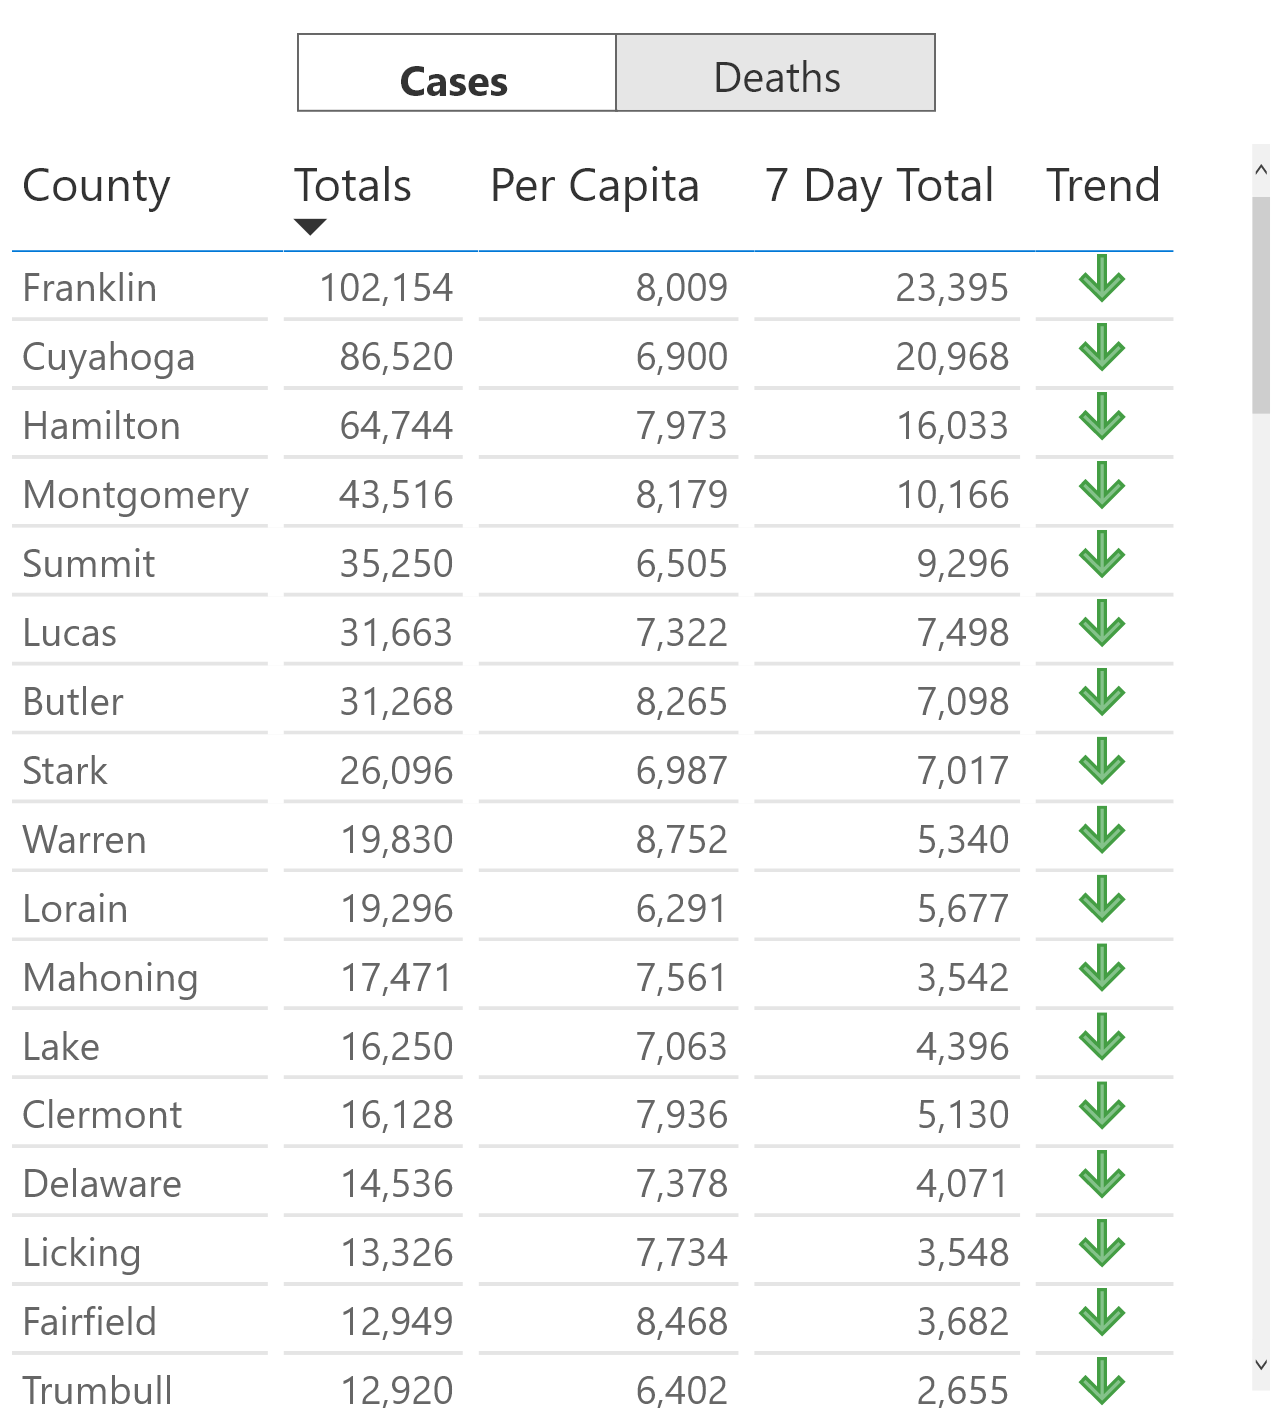 Cases Deaths
County Totals Per Capita 7 Day Total Trend
Franklin 102,154 8,009 23,395
Cuyahoga 86,520 6,900 20,968
Hamilton 64,744 7,973 16,033
Montgomery 43,516 8,179 10,166
Summit 35,250 6,505 9,296
Lucas 31,663 7,322 7,498
Butler 31,268 8,265 7,098
Stark 26,096 6,987 7,017
Warren 19,830 8,752 5,340
Lorain 19,296 6,291 5,677
Mahoning 17,471 7,561 3,542
Lake 16,250 7,063 4,396
Clermont 16,128 7,936 5,130
Delaware 14,536 7,378 4,071
Licking 13,326 7,734 3,548
Fairfield 12,949 8,468 3,682
Trumbull 12,920 6,402 2,655